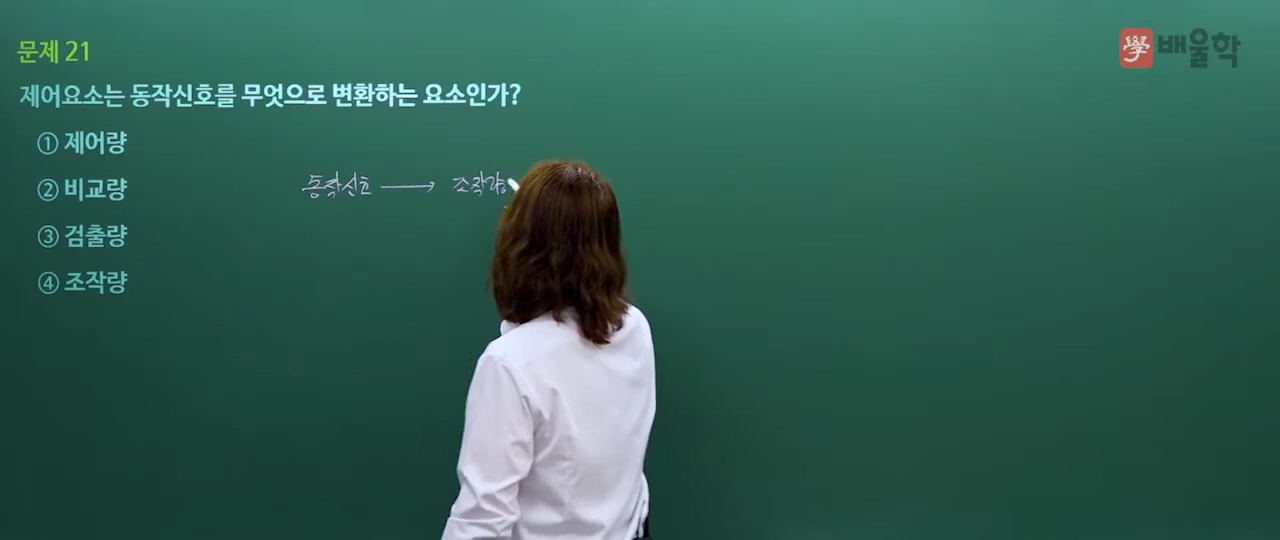 學 배울학
문제 21
제어요소는 동작신호를 무엇으로 변환하는 요소인가?
① 제어량
동작신호 → 조작량
② 비교량
③ 검출량
④ 조작량